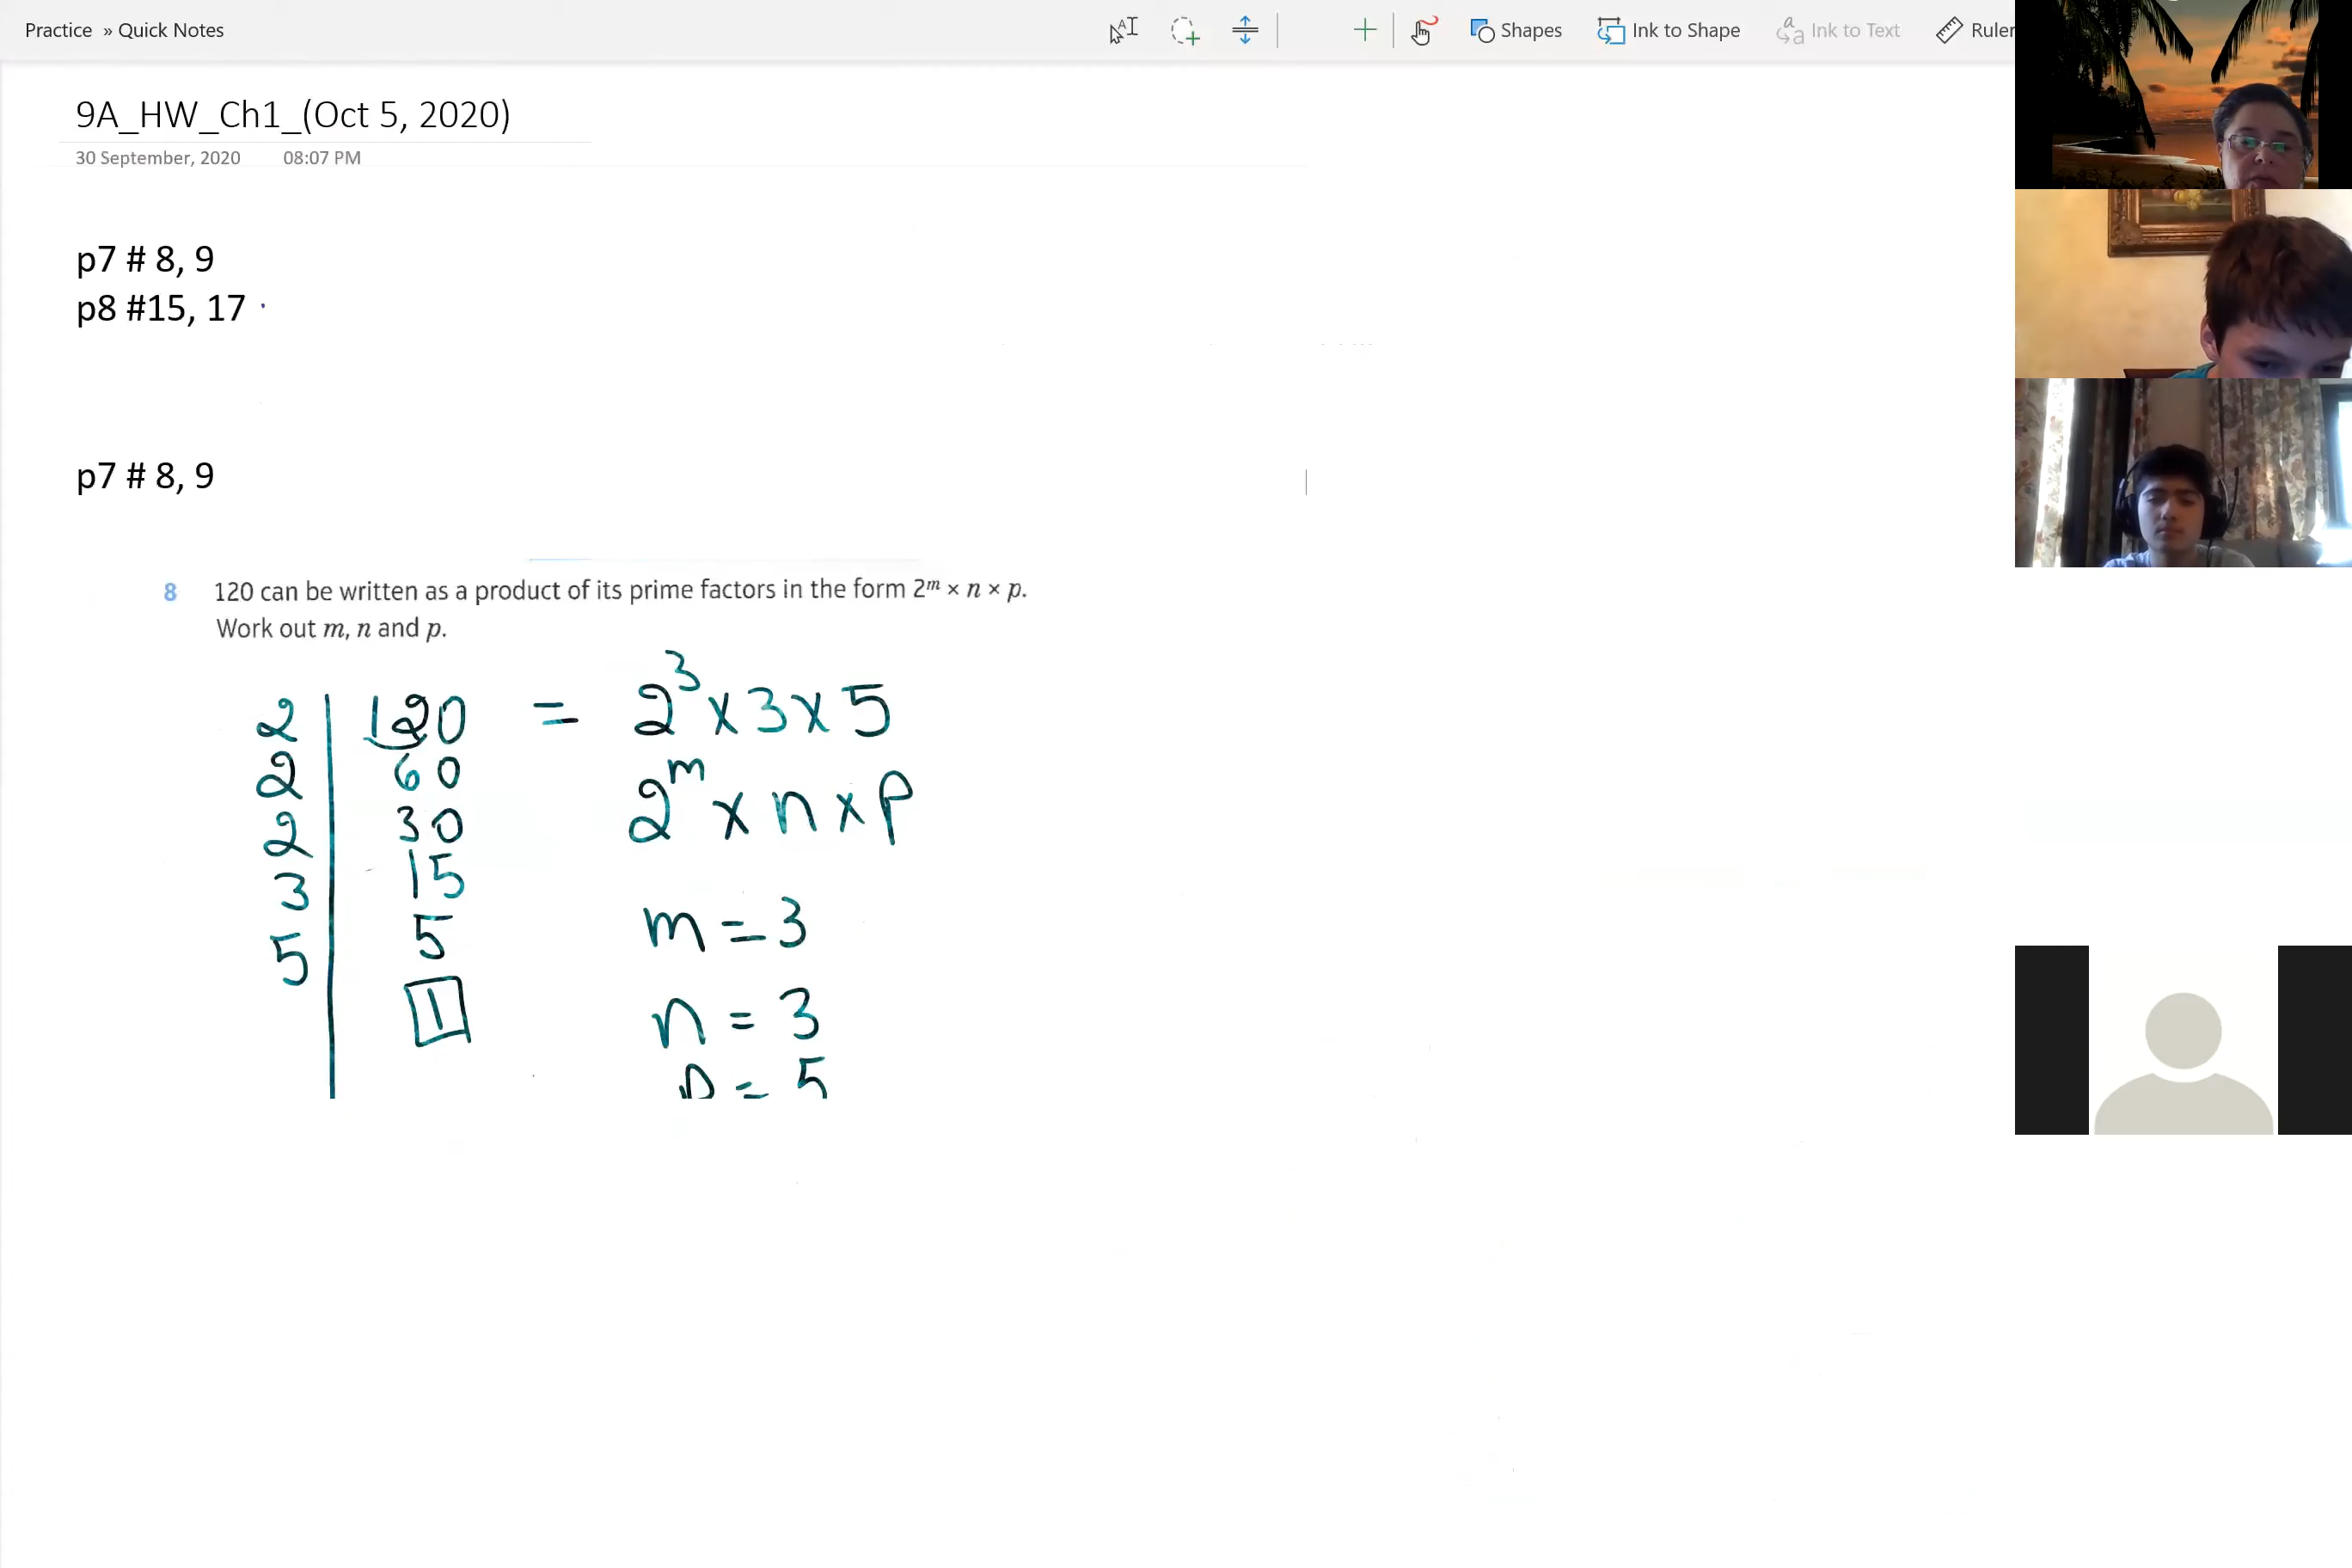 Practice » Quick Notes
Shapes Ink to Shape Ink to Text Ruler
9A_HW_Ch1_(Oct 5, 2020)
30 September, 2020 08:07 PM
p7 # 8, 9
p8 #15, 17
p7 # 8, 9
8 120 can be written as a product of its prime factors in the form 2ᵐ × n × p.
Work out m, n and p.
2 | 120 = 2³ x 3 x 5
2 | 60
2ᵐ x n x p
2 | 30
3 | 15
m = 3
5 | 5
1
n = 3
p = 5